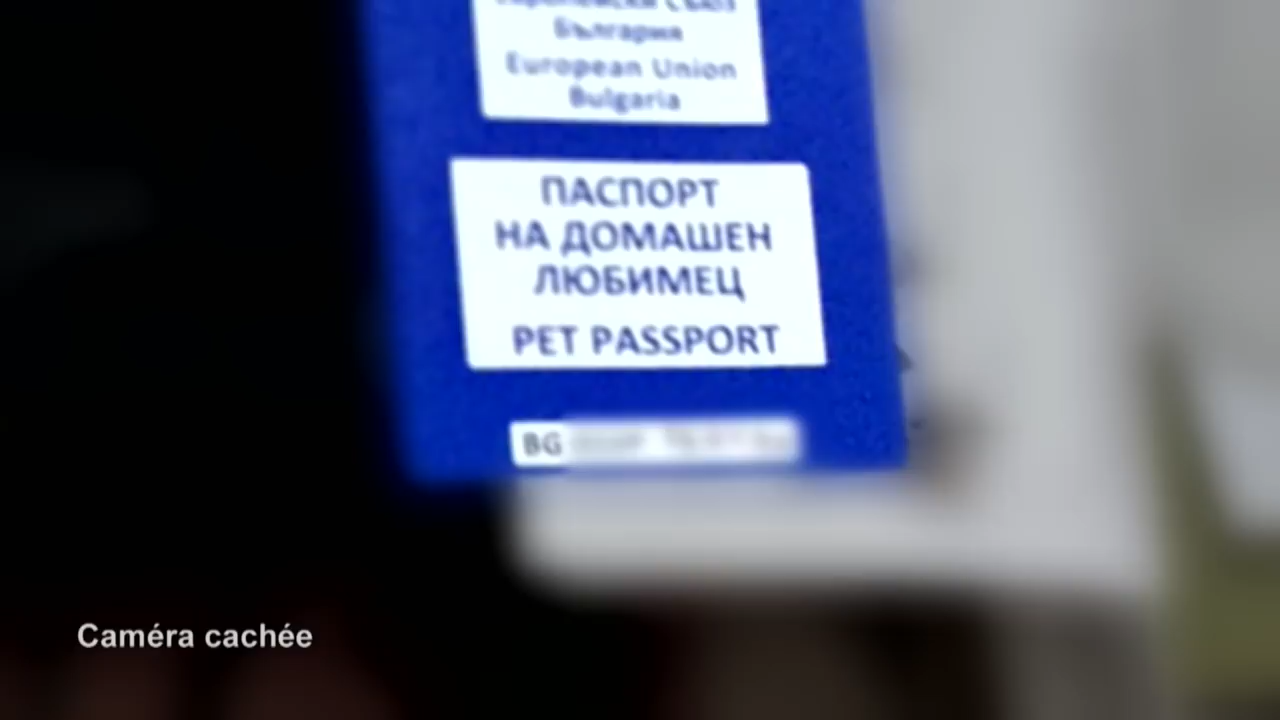 България
European Union
Bulgaria
ПАСПОРТ
НА ДОМАШЕН
ЛЮБИМЕЦ
PET PASSPORT
BG
Caméra cachée